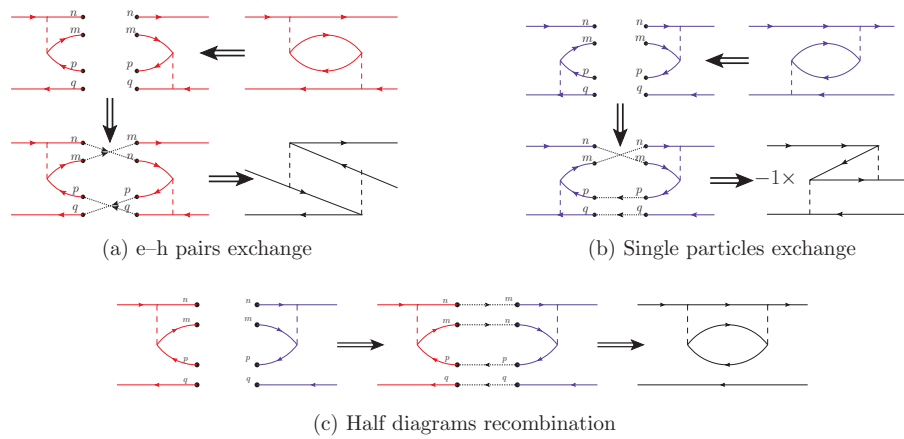 n n
m m
p p
q q
n m
m n
p p
q q
(a) e–h pairs exchange
n n
m m
p p
q q
n n
m m
p p
q q
−1×
(b) Single particles exchange
n n n m
m m m n
p p p p
q q q q
(c) Half diagrams recombination